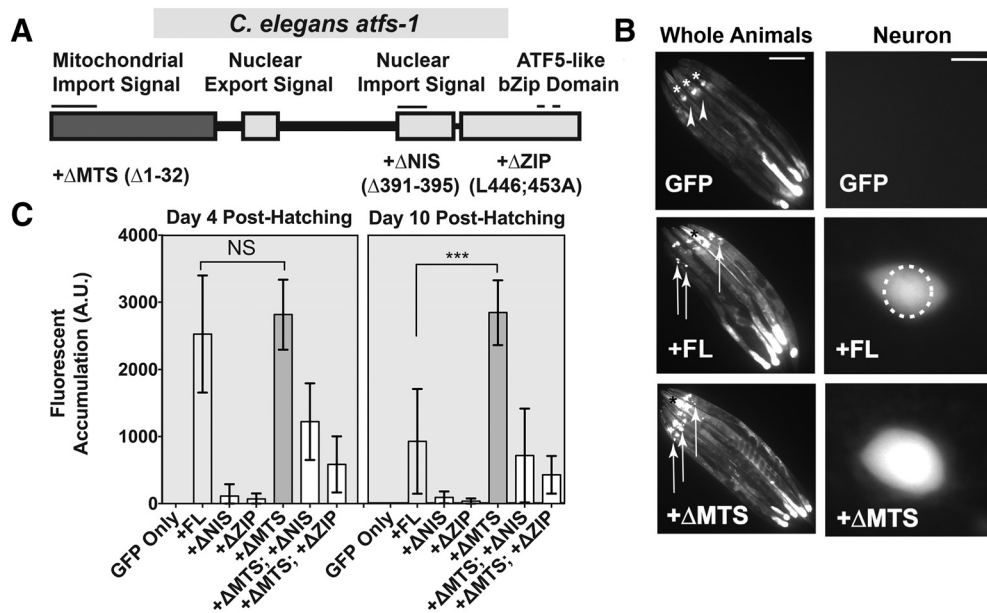 A
C. elegans atfs-1
Mitochondrial
Import Signal
Nuclear
Export Signal
Nuclear
Import Signal
ATF5-like
bZip Domain
+ΔMTS (Δ1-32)
+ΔNIS
(Δ391-395)
+ΔZIP
(L446;453A)
B
Whole Animals
Neuron
* * *
GFP
GFP
*
+FL
+FL
*
+ΔMTS
+ΔMTS
C
Day 4 Post-Hatching
Day 10 Post-Hatching
Fluorescent
Accumulation (A.U.)
4000
3000
2000
1000
0
NS
***
GFP Only
+FL
+ΔNIS
+ΔZIP
+ΔMTS
+ΔMTS; +ΔNIS
+ΔMTS; +ΔZIP
GFP Only
+FL
+ΔNIS
+ΔZIP
+ΔMTS
+ΔMTS; +ΔNIS
+ΔMTS; +ΔZIP